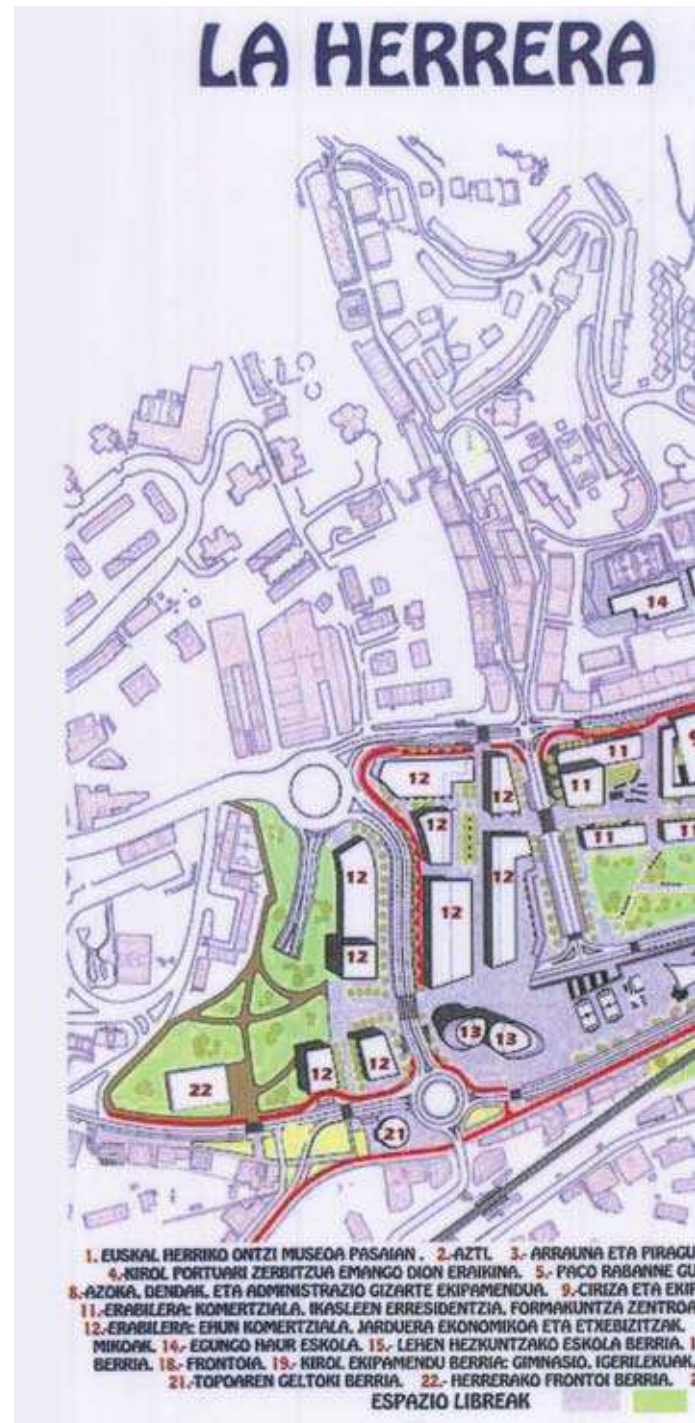 LA HERRERA
14
11
12
11
12
12
11
12
12
12
12
13
13
12
12
22
21
1. EUSKAL HERRIKO ONTZI MUSEOA PASAIAN. 2.-AZTI. 3.- ARRAUNA ETA PIRAGU
4.-KIROL PORTUARI ZERBITZUA EMANGO DION ERAIKINA. 5.- PACO RABANNE GU
8.-AZOKA, DENDAK, ETA ADMINISTRAZIO GIZARTE EKIPAMENDUA. 9.-CIRIZA ETA EKIP
11.-ERABILERA: KOMERTZIALA, IKASLEEN ERRESIDENTZIA, FORMAKUNTZA ZENTROA
12.-ERABILERA: EHUN KOMERTZIALA, JARDUERA EKONOMIKOA ETA ETXEBIZITZAK.
MIKOAK. 14.- EGUNGO HAUR ESKOLA. 15.- LEHEN HEZKUNTZAKO ESKOLA BERRIA. 1
BERRIA. 18.- FRONTOIA. 19.- KIROL EKIPAMENDU BERRIA: GIMNASIO, IGERILEKUAK,
21.-TOPOAREN GELTOKI BERRIA. 22.- HERRERAKO FRONTOI BERRIA. 2
ESPAZIO LIBREAK